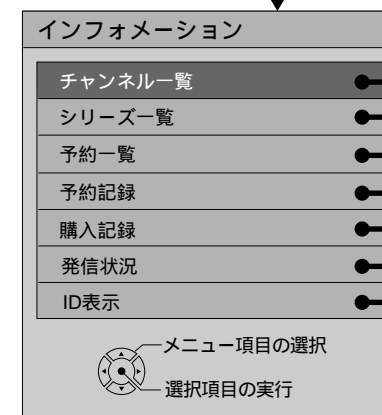 インフォメーション
チャンネル一覧
シリーズ一覧
予約一覧
予約記録
購入記録
発信状況
ID表示
メニュー項目の選択
選択項目の実行